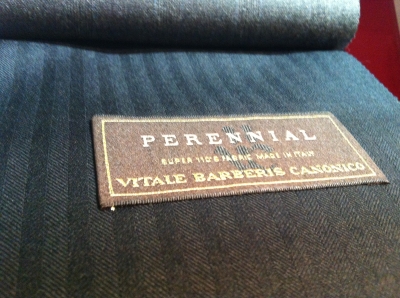 PERENNIAL
SUPER 110'S FABRIC MADE IN ITALY
VITALE BARBERIS CANONICO